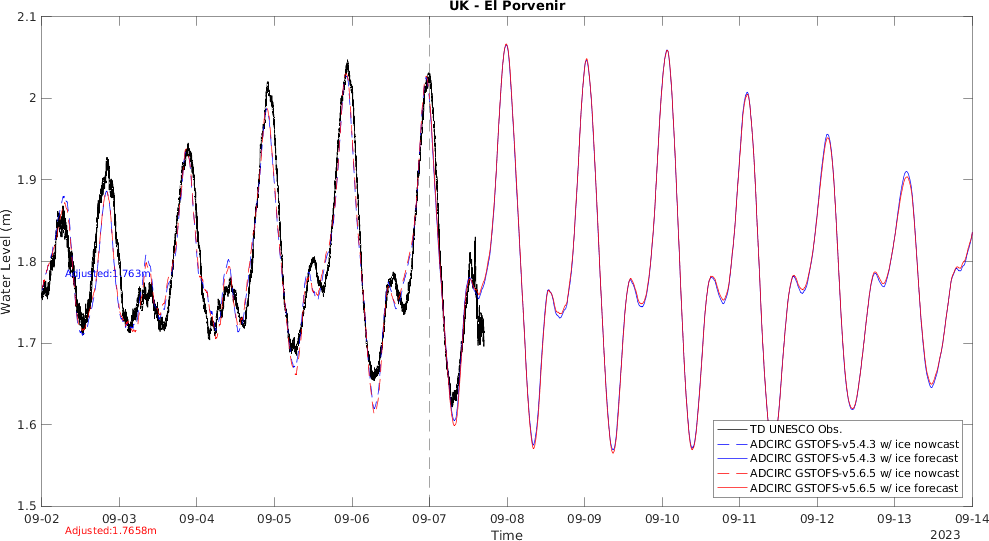 UK - El Porvenir
2.1
2
1.9
1.8
1.7
1.6
1.5
Water Level (m)
Adjusted:1.763m
TD UNESCO Obs.
ADCIRC GSTOFS-v5.4.3 w/ ice nowcast
ADCIRC GSTOFS-v5.4.3 w/ ice forecast
ADCIRC GSTOFS-v5.6.5 w/ ice nowcast
ADCIRC GSTOFS-v5.6.5 w/ ice forecast
09-02 09-03 09-04 09-05 09-06 09-07 09-08 09-09 09-10 09-11 09-12 09-13 09-14
Adjusted:1.7658m
Time
2023